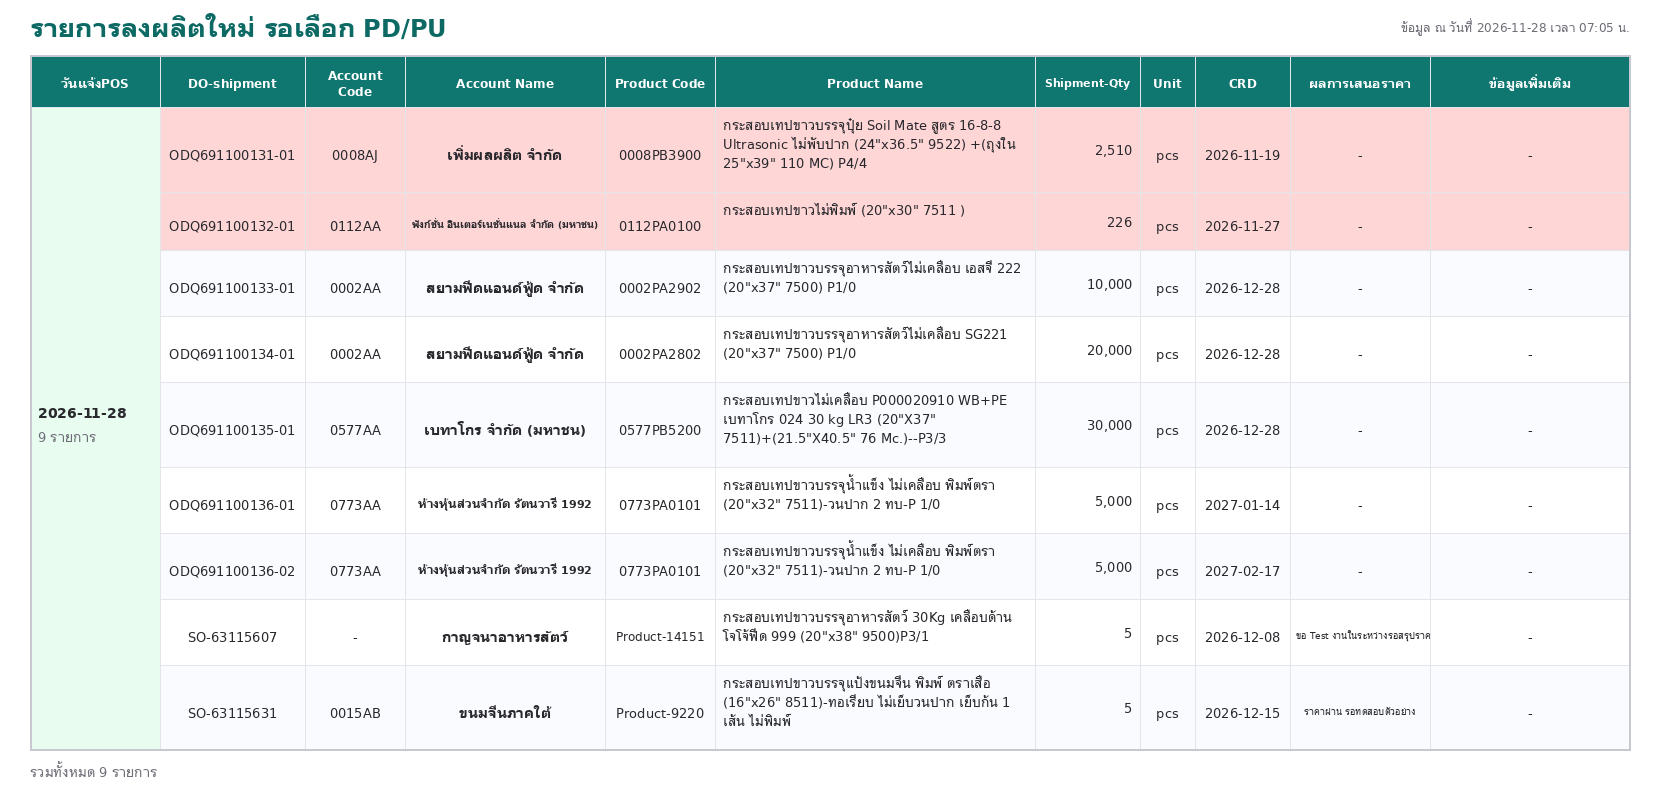 รายการลงผลิตใหม่ รอเลือก PD/PU
ข้อมูล ณ วันที่ 2026-11-28 เวลา 07:05 น.
วันแจ้งPOS DO-shipment Account Code Account Name Product Code Product Name Shipment-Qty Unit CRD ผลการเสนอราคา ข้อมูลเพิ่มเติม
2026-11-28
9 รายการ
ODQ691100131-01 0008AJ เพิ่มผลผลิต จำกัด 0008PB3900 กระสอบเทปขาวบรรจุปุ๋ย Soil Mate สูตร 16-8-8
Ultrasonic ไม่พับปาก (24"x36.5" 9522) +(ถุงใน
25"x39" 110 MC) P4/4
2,510 pcs 2026-11-19 - -
ODQ691100132-01 0112AA ฟังก์ชั่น อินเตอร์เนชั่นแนล จำกัด (มหาชน) 0112PA0100 กระสอบเทปขาวไม่พิมพ์ (20"x30" 7511 ) 226 pcs 2026-11-27 - -
ODQ691100133-01 0002AA สยามฟีดแอนด์ฟู้ด จำกัด 0002PA2902 กระสอบเทปขาวบรรจุอาหารสัตว์ไม่เคลือบ เอสจี 222
(20"x37" 7500) P1/0
10,000 pcs 2026-12-28 - -
ODQ691100134-01 0002AA สยามฟีดแอนด์ฟู้ด จำกัด 0002PA2802 กระสอบเทปขาวบรรจุอาหารสัตว์ไม่เคลือบ SG221
(20"x37" 7500) P1/0
20,000 pcs 2026-12-28 - -
ODQ691100135-01 0577AA เบทาโกร จำกัด (มหาชน) 0577PB5200 กระสอบเทปขาวไม่เคลือบ P000020910 WB+PE
เบทาโกร 024 30 kg LR3 (20"X37"
7511)+(21.5"X40.5" 76 Mc.)--P3/3
30,000 pcs 2026-12-28 - -
ODQ691100136-01 0773AA ห้างหุ้นส่วนจำกัด รัตนวารี 1992 0773PA0101 กระสอบเทปขาวบรรจุน้ำแข็ง ไม่เคลือบ พิมพ์ตรา
(20"x32" 7511)-วนปาก 2 ทบ-P 1/0
5,000 pcs 2027-01-14 - -
ODQ691100136-02 0773AA ห้างหุ้นส่วนจำกัด รัตนวารี 1992 0773PA0101 กระสอบเทปขาวบรรจุน้ำแข็ง ไม่เคลือบ พิมพ์ตรา
(20"x32" 7511)-วนปาก 2 ทบ-P 1/0
5,000 pcs 2027-02-17 - -
SO-63115607 - กาญจนาอาหารสัตว์ Product-14151 กระสอบเทปขาวบรรจุอาหารสัตว์ 30Kg เคลือบด้าน
โจโจ้ฟีด 999 (20"x38" 9500)P3/1
5 pcs 2026-12-08 ขอ Test งานในระหว่างรอสรุปราค -
SO-63115631 0015AB ขนมจีนภาคใต้ Product-9220 กระสอบเทปขาวบรรจุแป้งขนมจีน พิมพ์ ตราเสือ
(16"x26" 8511)-ทอเรียบ ไม่เย็บวนปาก เย็บก้น 1
เส้น ไม่พิมพ์
5 pcs 2026-12-15 ราคาผ่าน รอทดสอบตัวอย่าง -
รวมทั้งหมด 9 รายการ